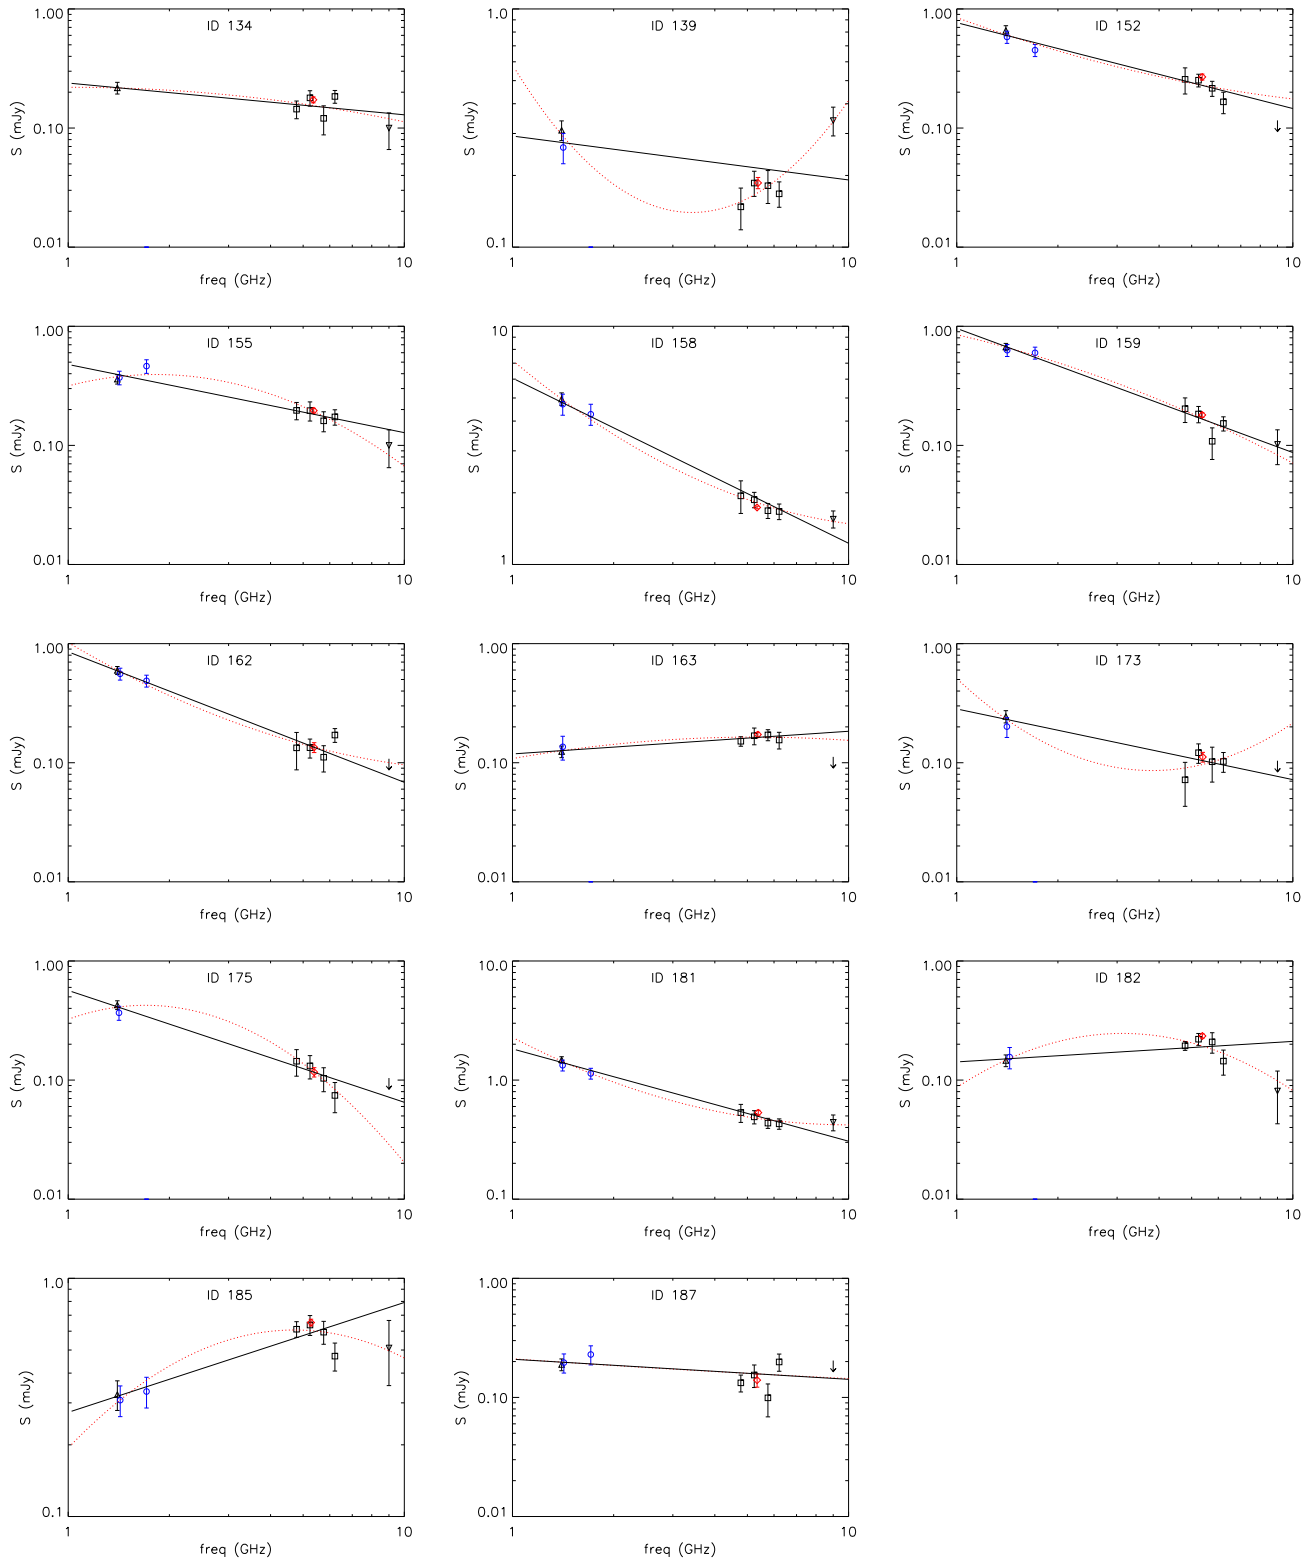 ID 134
S (mJy)
1.00
0.10
0.01
1
10
freq (GHz)
ID 139
S (mJy)
1.0
0.1
1
10
freq (GHz)
ID 152
S (mJy)
1.00
0.10
0.01
1
10
freq (GHz)
ID 155
S (mJy)
1.00
0.10
0.01
1
10
freq (GHz)
ID 158
S (mJy)
10
1
1
10
freq (GHz)
ID 159
S (mJy)
1.00
0.10
0.01
1
10
freq (GHz)
ID 162
S (mJy)
1.00
0.10
0.01
1
10
freq (GHz)
ID 163
S (mJy)
1.00
0.10
0.01
1
10
freq (GHz)
ID 173
S (mJy)
1.00
0.10
0.01
1
10
freq (GHz)
ID 175
S (mJy)
1.00
0.10
0.01
1
10
freq (GHz)
ID 181
S (mJy)
10.0
1.0
0.1
1
10
freq (GHz)
ID 182
S (mJy)
1.00
0.10
0.01
1
10
freq (GHz)
ID 185
S (mJy)
1.0
0.1
1
10
freq (GHz)
ID 187
S (mJy)
1.00
0.10
0.01
1
10
freq (GHz)